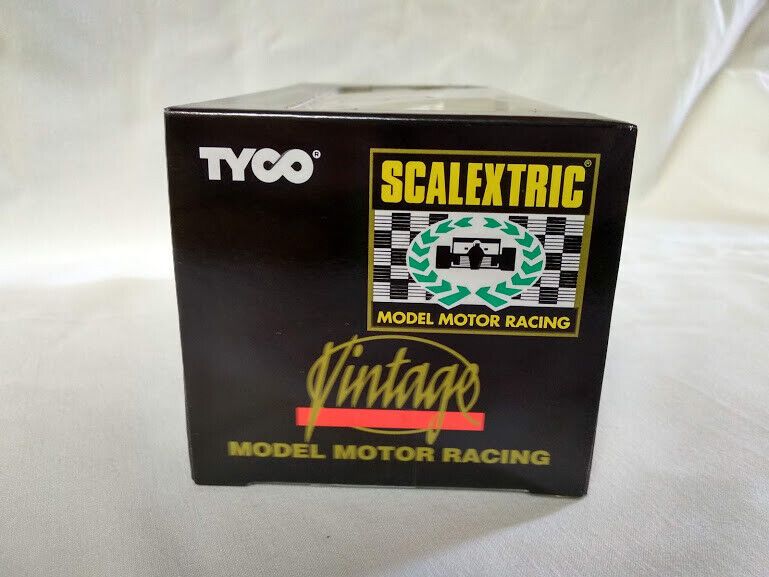 TYCO®
SCALEXTRIC®
MODEL MOTOR RACING
Vintage
MODEL MOTOR RACING